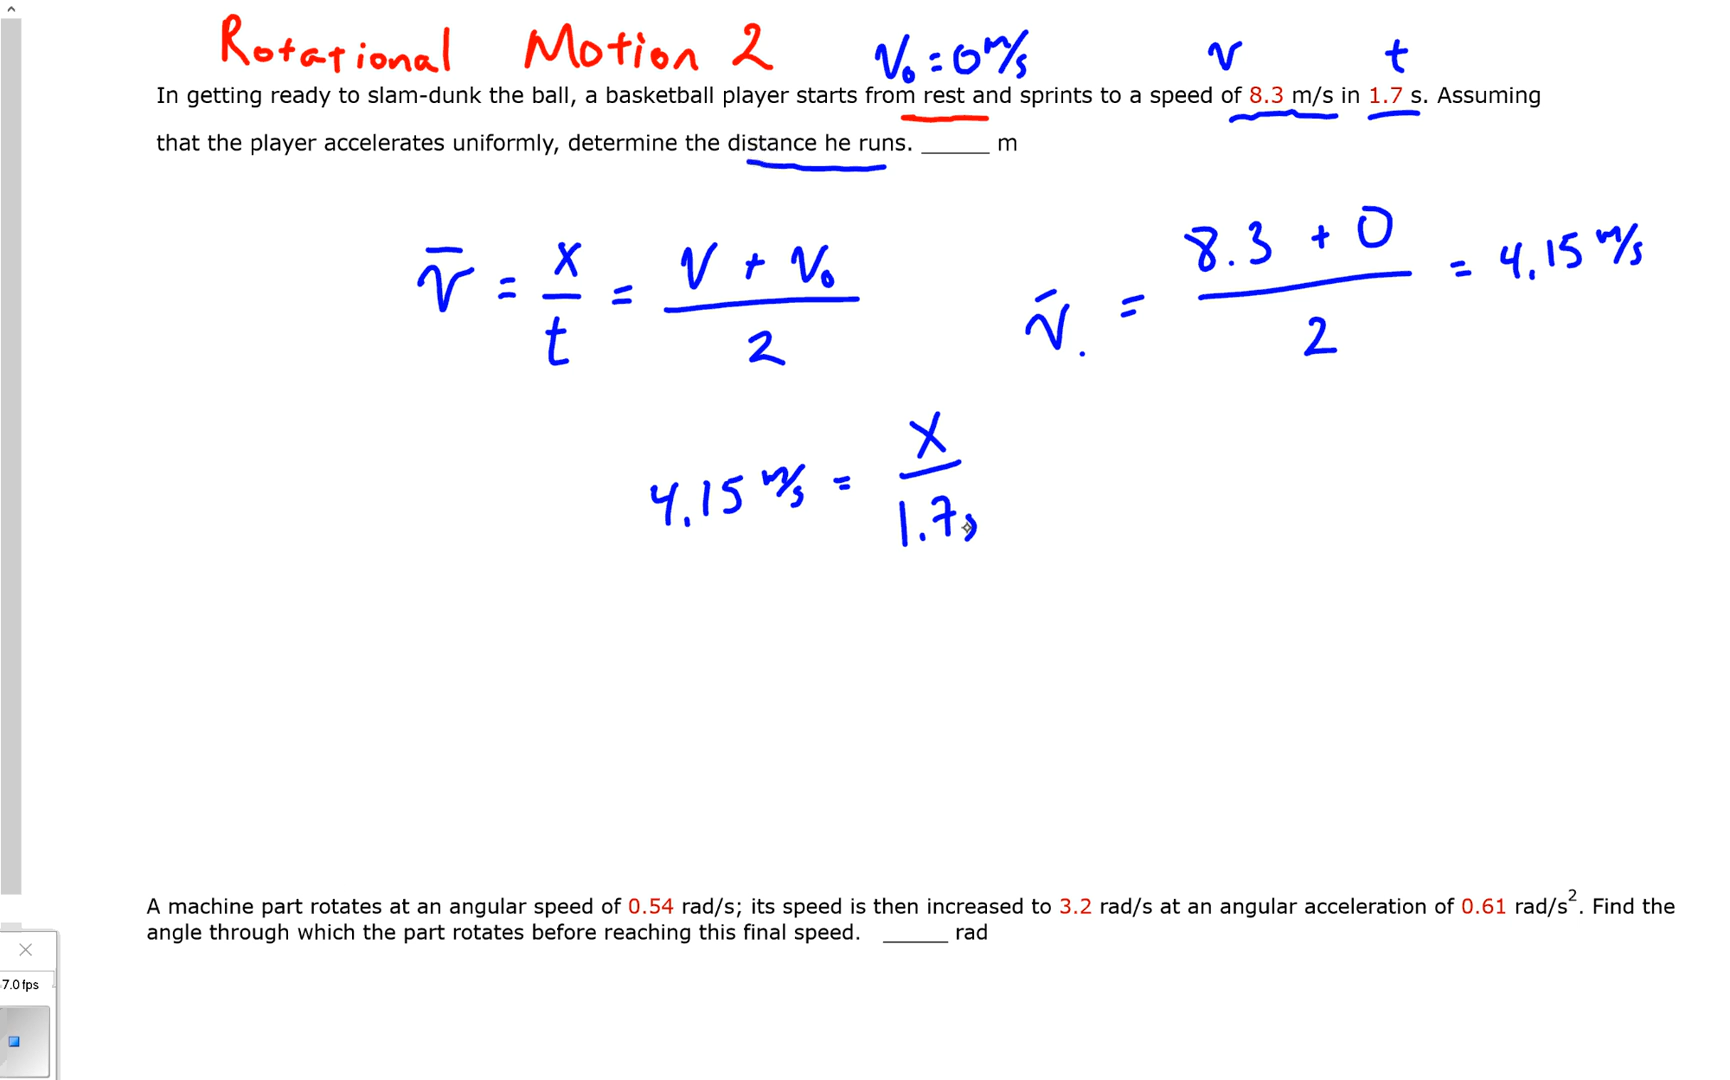 Rotational Motion 2 V₀ = 0 m/s v t
In getting ready to slam-dunk the ball, a basketball player starts from rest and sprints to a speed of 8.3 m/s in 1.7 s. Assuming
that the player accelerates uniformly, determine the distance he runs. ______ m
v̄ = x/t = (V + V₀)/2
v̄. = (8.3 + 0)/2 = 4.15 m/s
4.15 m/s = x/1.7s
A machine part rotates at an angular speed of 0.54 rad/s; its speed is then increased to 3.2 rad/s at an angular acceleration of 0.61 rad/s². Find the
angle through which the part rotates before reaching this final speed. ______ rad
7.0 fps